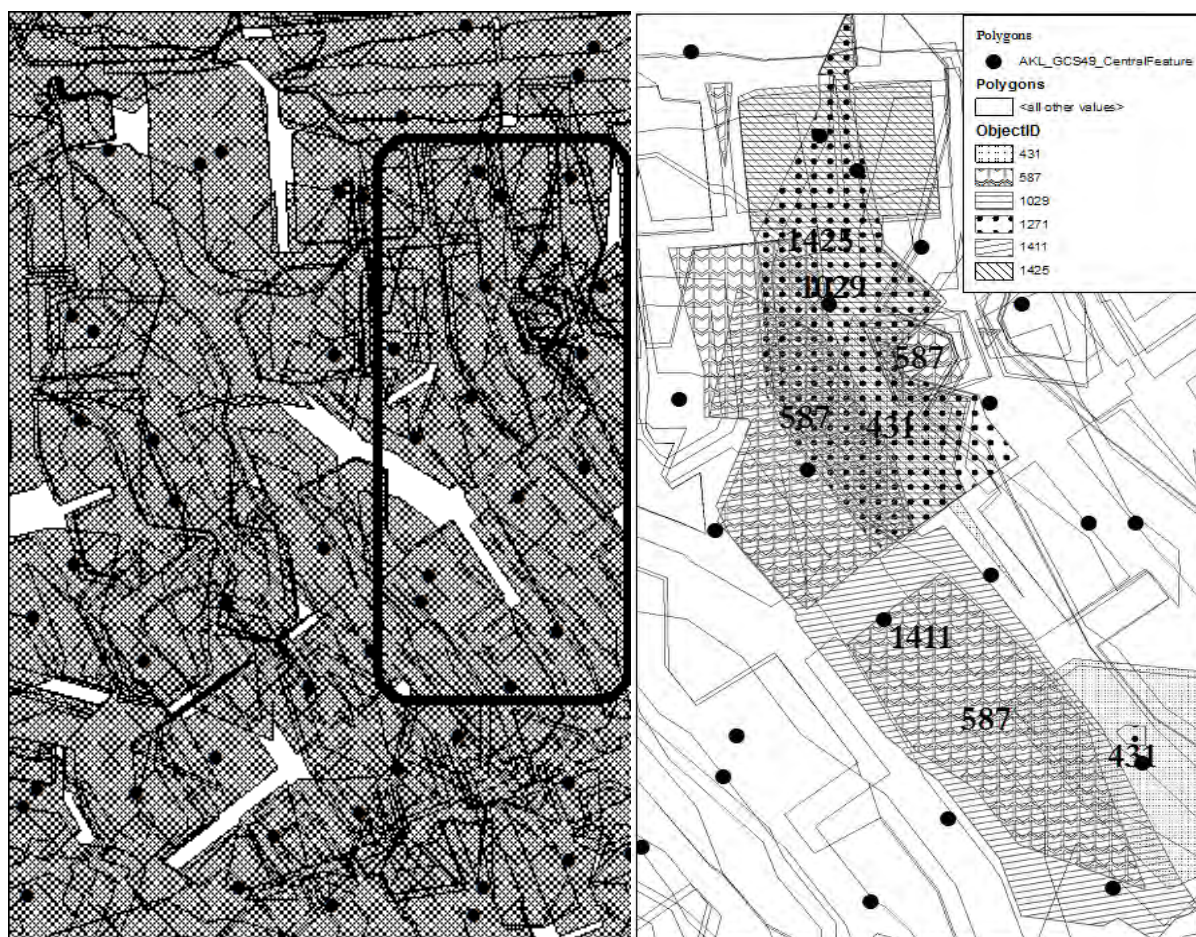 Polygons
AKL_GCS49_CentralFeature
Polygons
<all other values>
ObjectID
431
587
1029
1271
1411
1425
1425
1029
587
587
431
1411
587
431